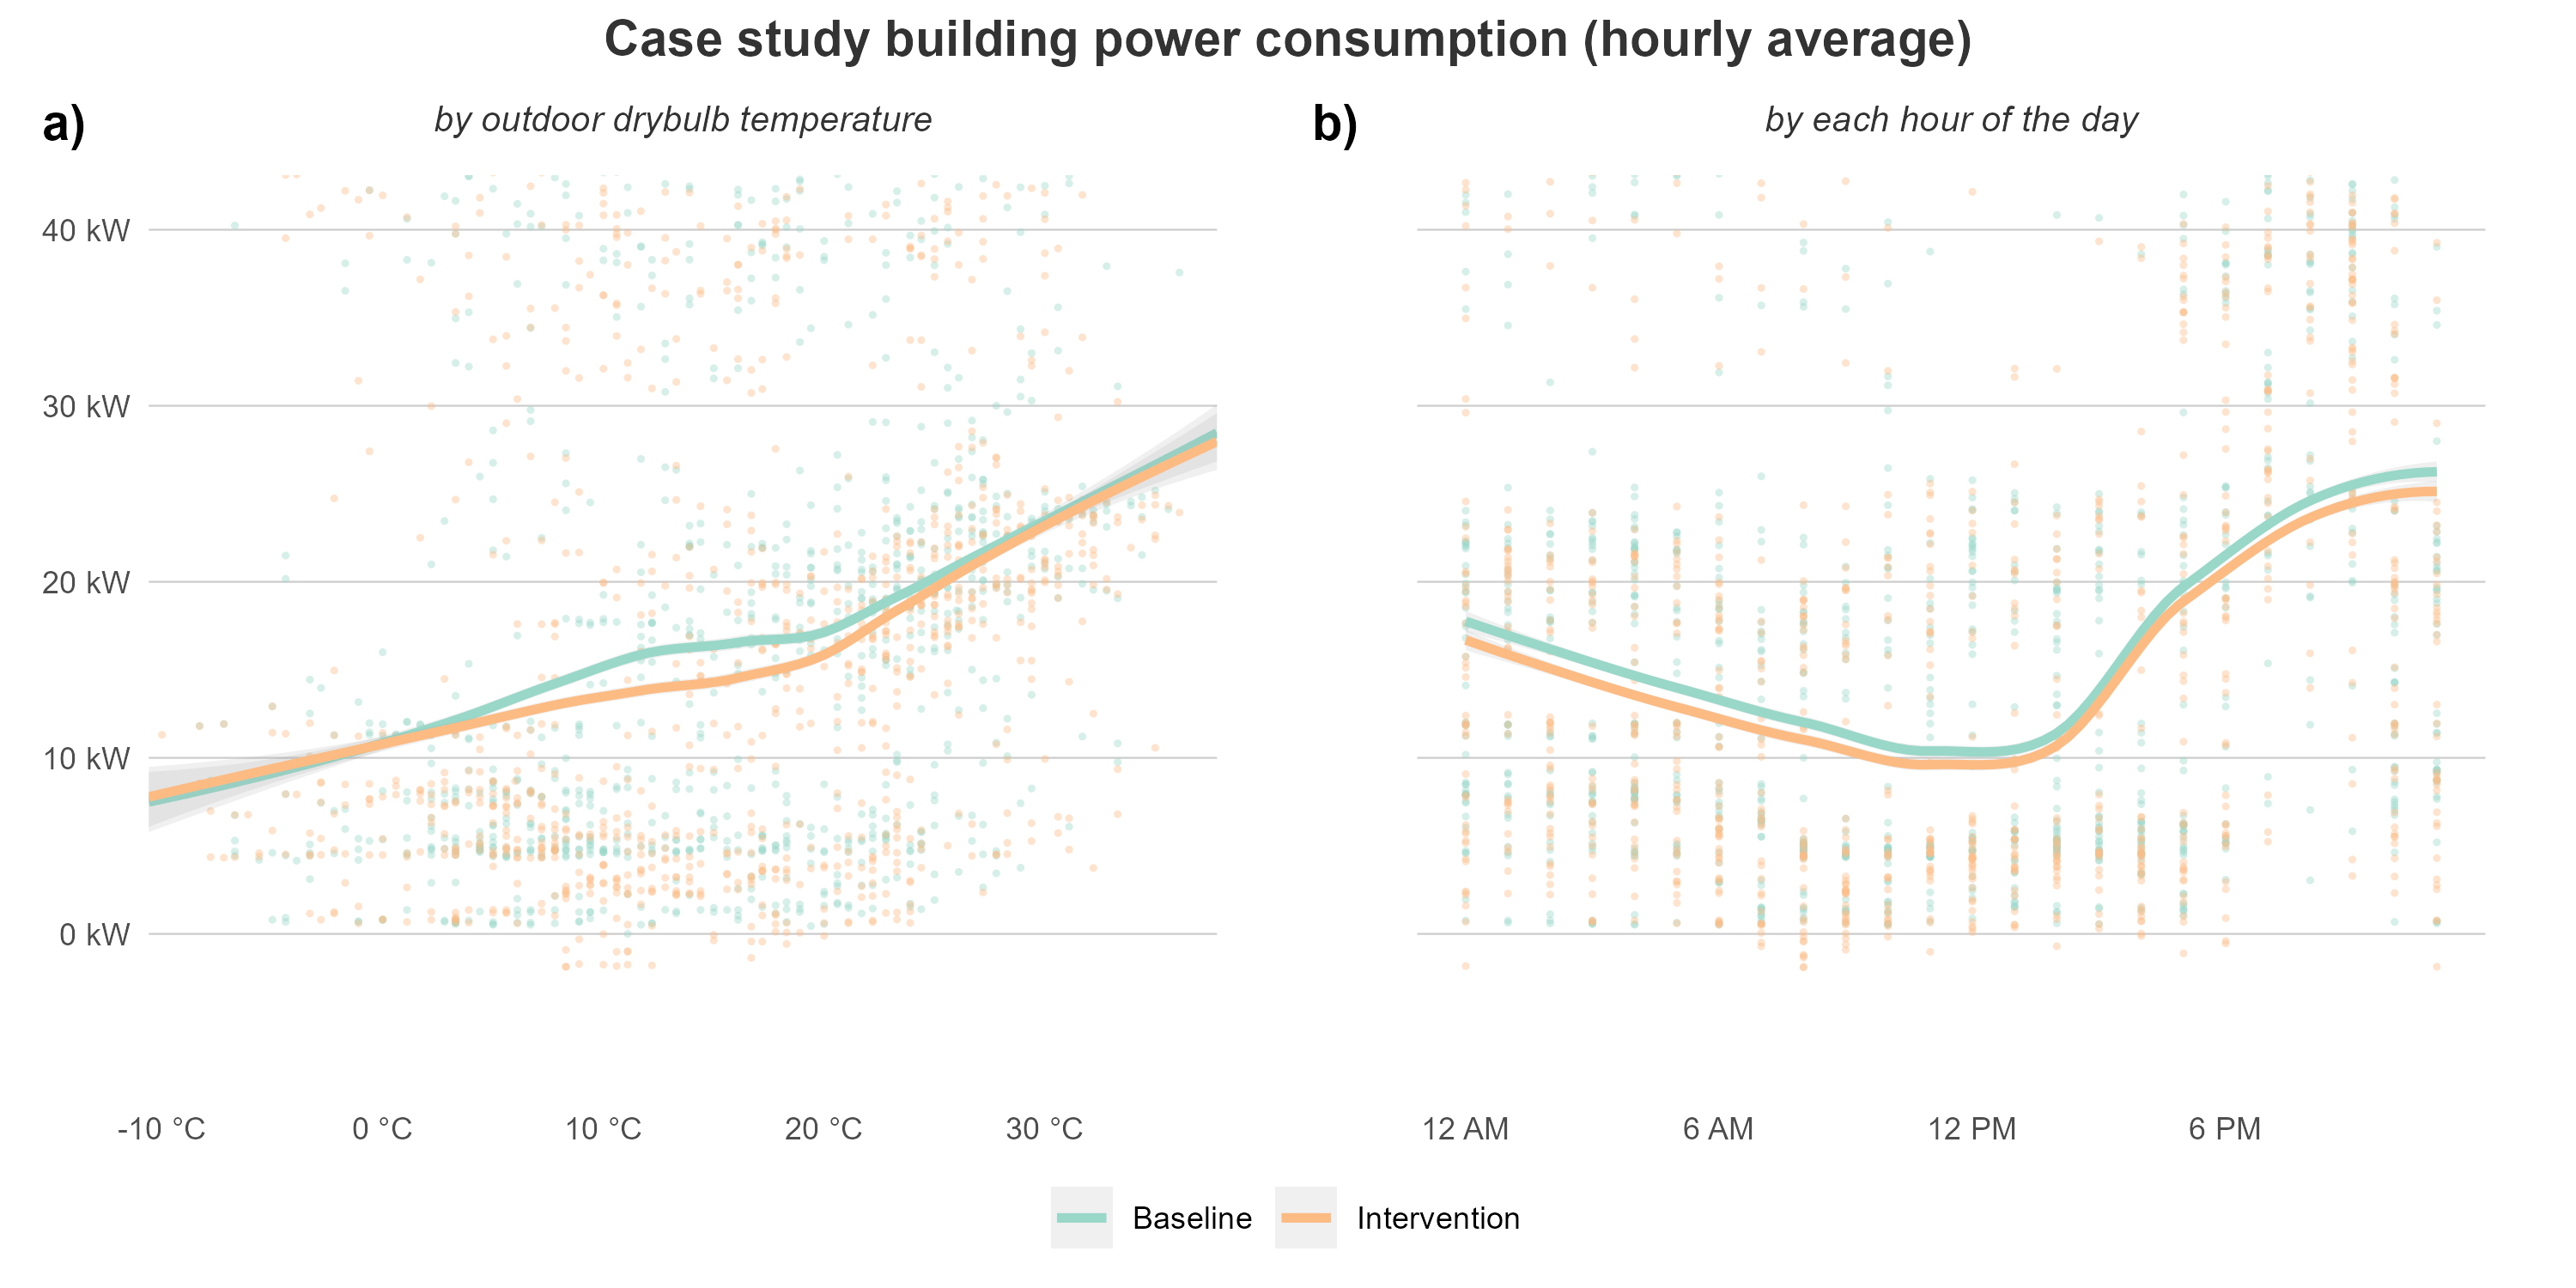 Case study building power consumption (hourly average)
a)
by outdoor drybulb temperature
40 kW
30 kW
20 kW
10 kW
0 kW
-10 °C
0 °C
10 °C
20 °C
30 °C
b)
by each hour of the day
12 AM
6 AM
12 PM
6 PM
Baseline
Intervention